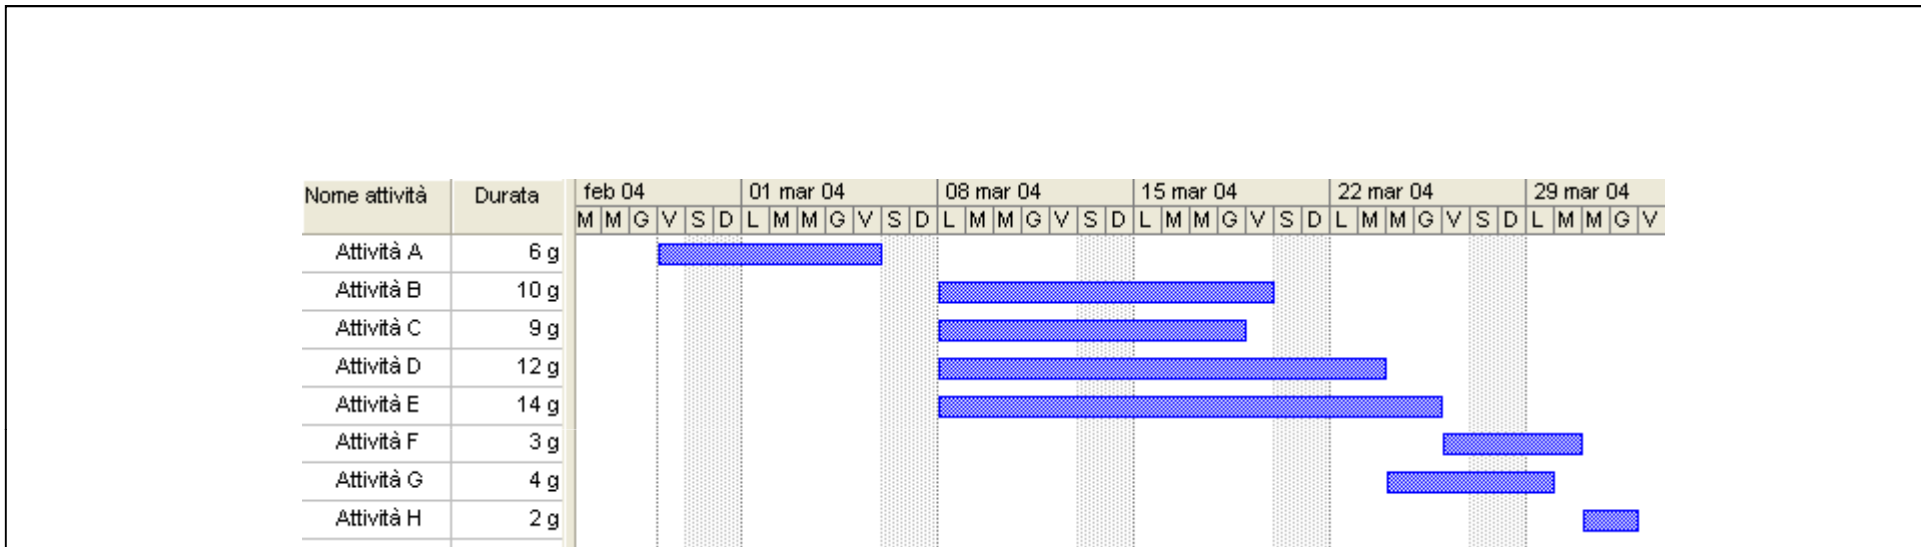 Nome attività Durata feb 04 01 mar 04 08 mar 04 15 mar 04 22 mar 04 29 mar 04
M M G V S D L M M G V S D L M M G V S D L M M G V S D L M M G V S D L M M G V
Attività A 6 g
Attività B 10 g
Attività C 9 g
Attività D 12 g
Attività E 14 g
Attività F 3 g
Attività G 4 g
Attività H 2 g